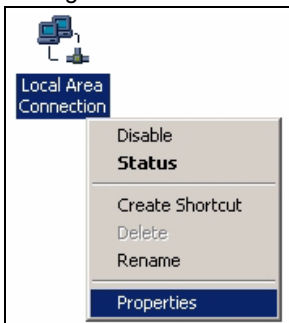 Local Area
Connection
Disable
Status
Create Shortcut
Delete
Rename
Properties